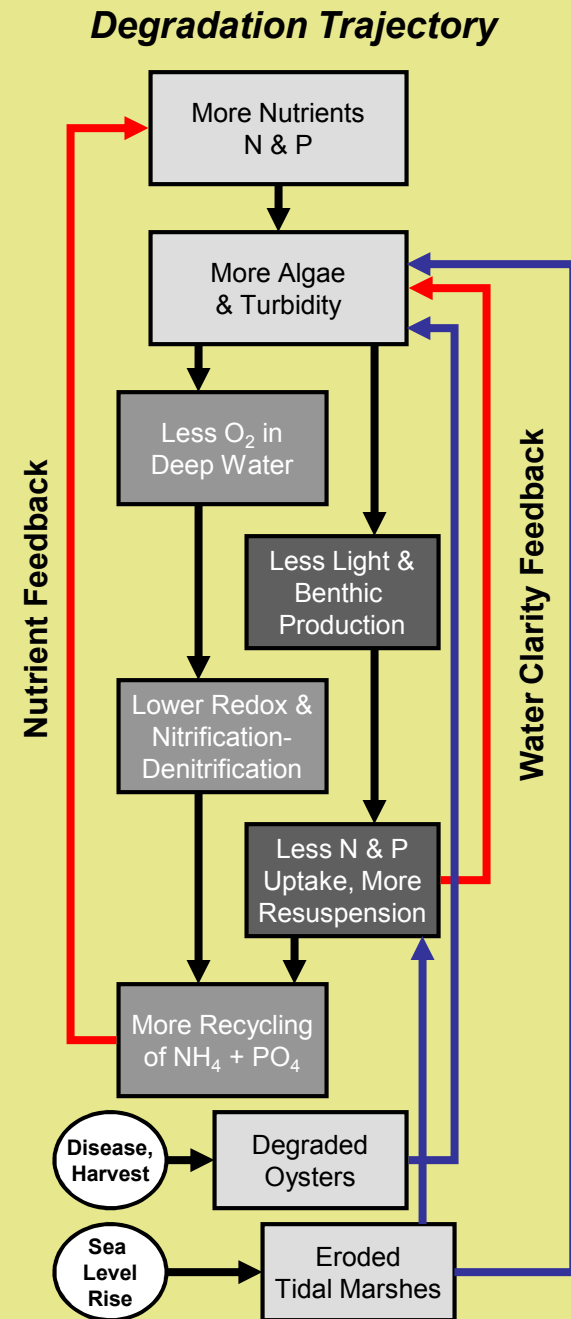 Degradation Trajectory
More Nutrients
N & P
More Algae
& Turbidity
Less O₂ in
Deep Water
Less Light &
Benthic
Production
Lower Redox &
Nitrification-
Denitrification
Less N & P
Uptake, More
Resuspension
More Recycling
of NH₄ + PO₄
Disease,
Harvest
Degraded
Oysters
Sea
Level
Rise
Eroded
Tidal Marshes
Nutrient Feedback
Water Clarity Feedback